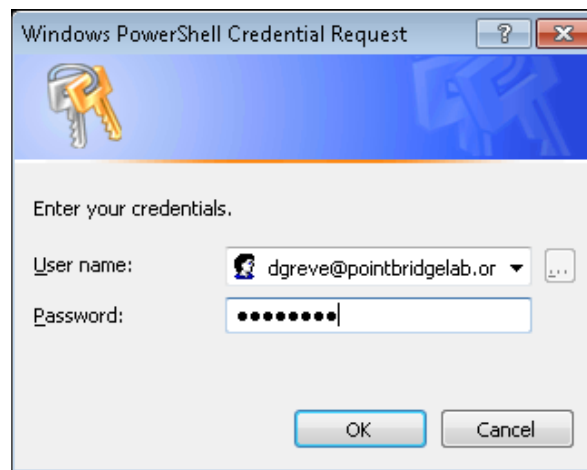 Windows PowerShell Credential Request
Enter your credentials.
User name: dgreve@pointbridgelab.or
Password: ●●●●●●●●
OK Cancel